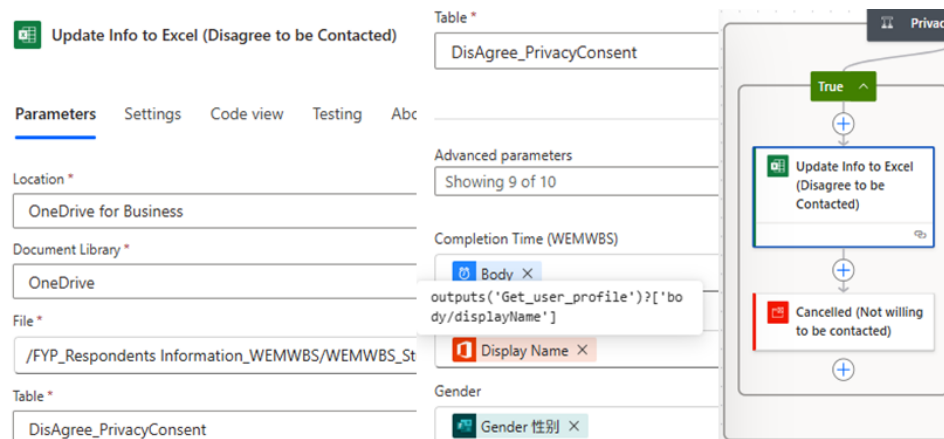 Update Info to Excel (Disagree to be Contacted)
Parameters Settings Code view Testing Abc
Location *
OneDrive for Business
Document Library *
OneDrive
File *
/FYP_Respondents Information_WEMWBS/WEMWBS_St
Table *
DisAgree_PrivacyConsent
Table *
DisAgree_PrivacyConsent
Advanced parameters
Showing 9 of 10
Completion Time (WEMWBS)
Body ×
outputs('Get_user_profile')?['bo
dy/displayName']
Display Name ×
Gender
Gender 性别 ×
Privac
True
Update Info to Excel
(Disagree to be
Contacted)
Cancelled (Not willing
to be contacted)